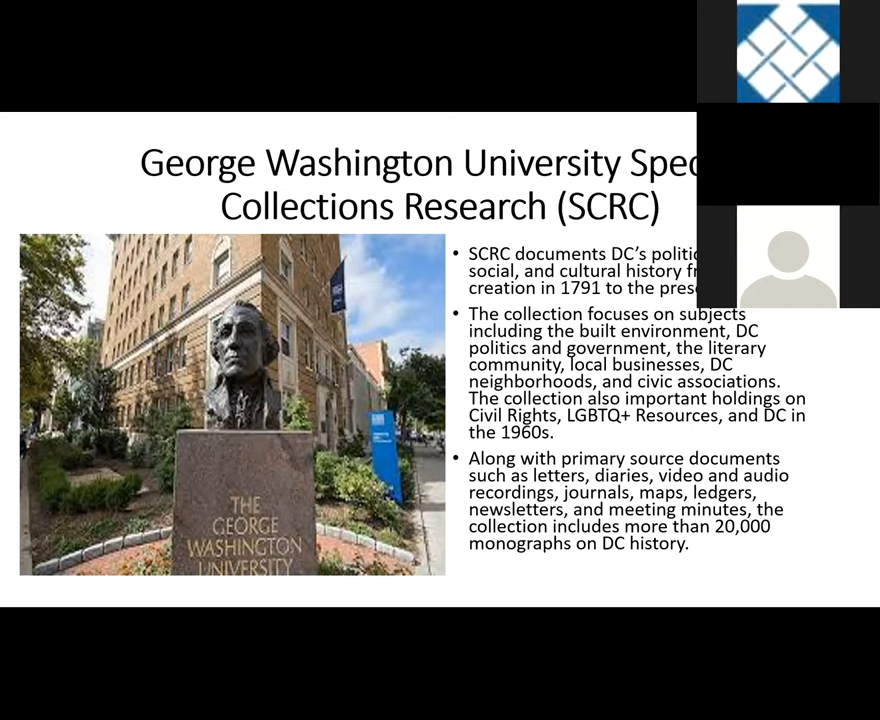 George Washington University Spec
Collections Research (SCRC)
• SCRC documents DC’s politic
social, and cultural history fr
creation in 1791 to the prese
• The collection focuses on subjects
including the built environment, DC
politics and government, the literary
community, local businesses, DC
neighborhoods, and civic associations.
The collection also important holdings on
Civil Rights, LGBTQ+ Resources, and DC in
the 1960s.
• Along with primary source documents
such as letters, diaries, video and audio
recordings, journals, maps, ledgers,
newsletters, and meeting minutes, the
collection includes more than 20,000
monographs on DC history.
THE
GEORGE
WASHINGTON
UNIVERSITY